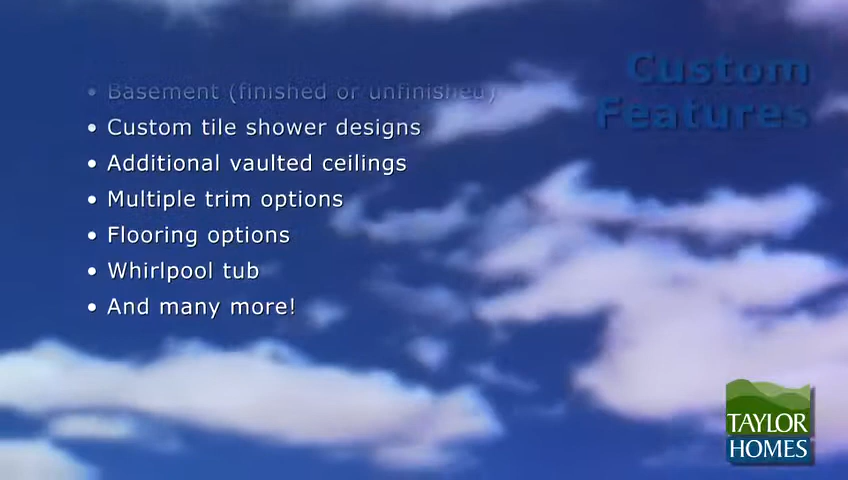 Custom
Features
• Basement (finished or unfinished)
• Custom tile shower designs
• Additional vaulted ceilings
• Multiple trim options
• Flooring options
• Whirlpool tub
• And many more!
TAYLOR
HOMES